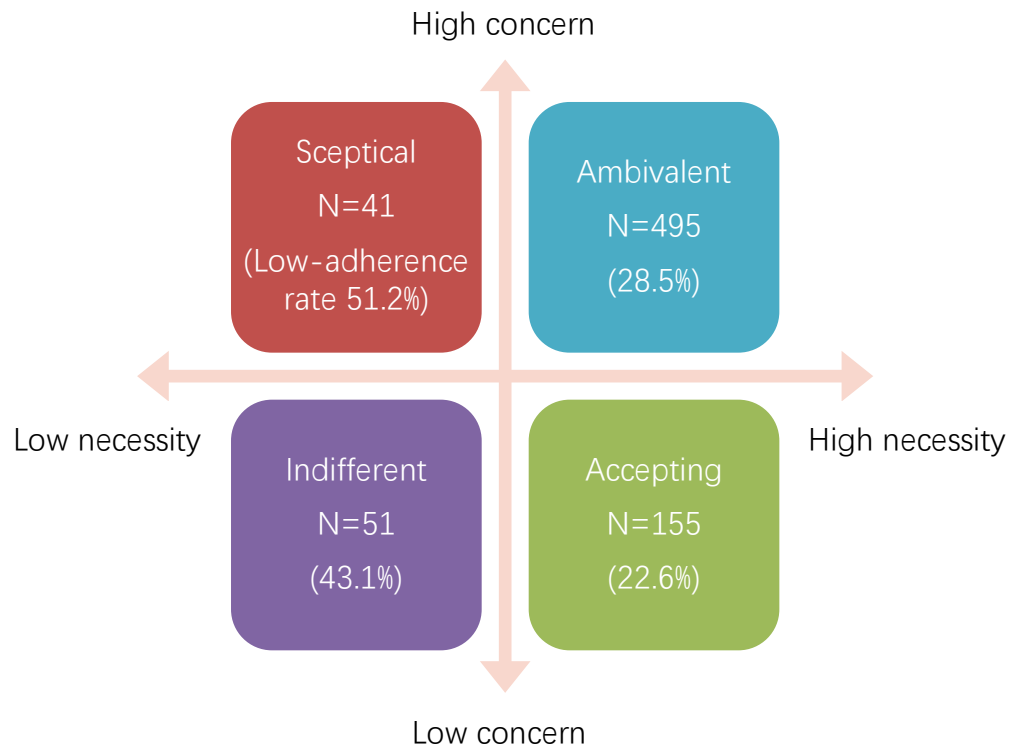 High concern
Sceptical
N=41
(Low-adherence
rate 51.2%)
Ambivalent
N=495
(28.5%)
Low necessity
High necessity
Indifferent
N=51
(43.1%)
Accepting
N=155
(22.6%)
Low concern